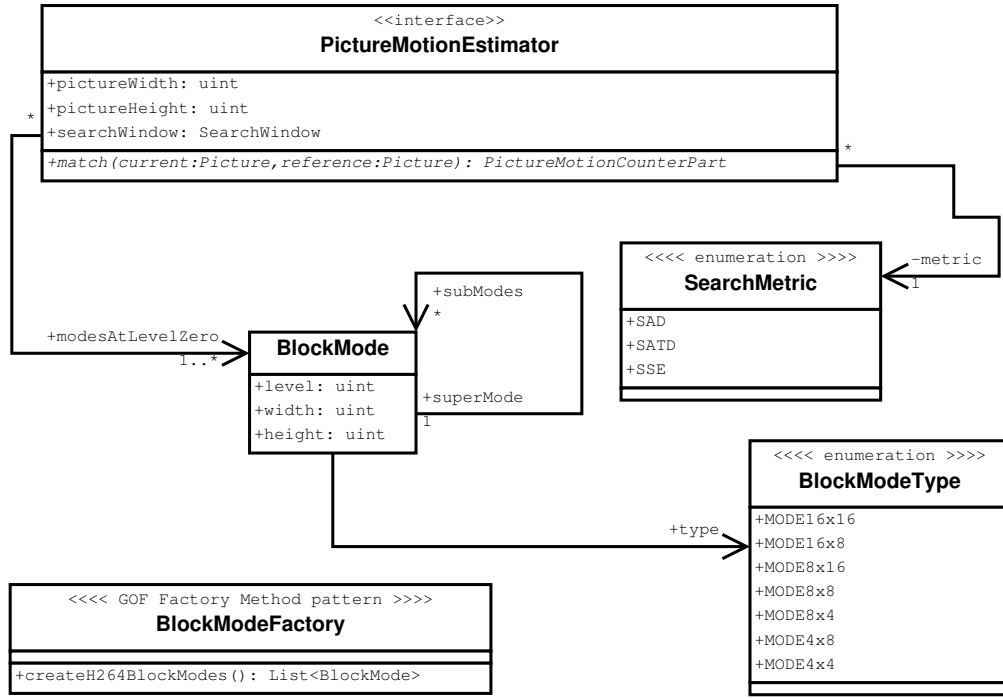 <<interface>>
PictureMotionEstimator
+pictureWidth: uint
+pictureHeight: uint
+searchWindow: SearchWindow
+match(current:Picture,reference:Picture): PictureMotionCounterPart
*
*
-metric
1
<<<< enumeration >>>>
SearchMetric
+SAD
+SATD
+SSE
+subModes
*
+modesAtLevelZero
1..*
BlockMode
+level: uint
+width: uint
+height: uint
+superMode
1
+type
<<<< enumeration >>>>
BlockModeType
+MODE16x16
+MODE16x8
+MODE8x16
+MODE8x8
+MODE8x4
+MODE4x8
+MODE4x4
<<<< GOF Factory Method pattern >>>>
BlockModeFactory
+createH264BlockModes(): List<BlockMode>